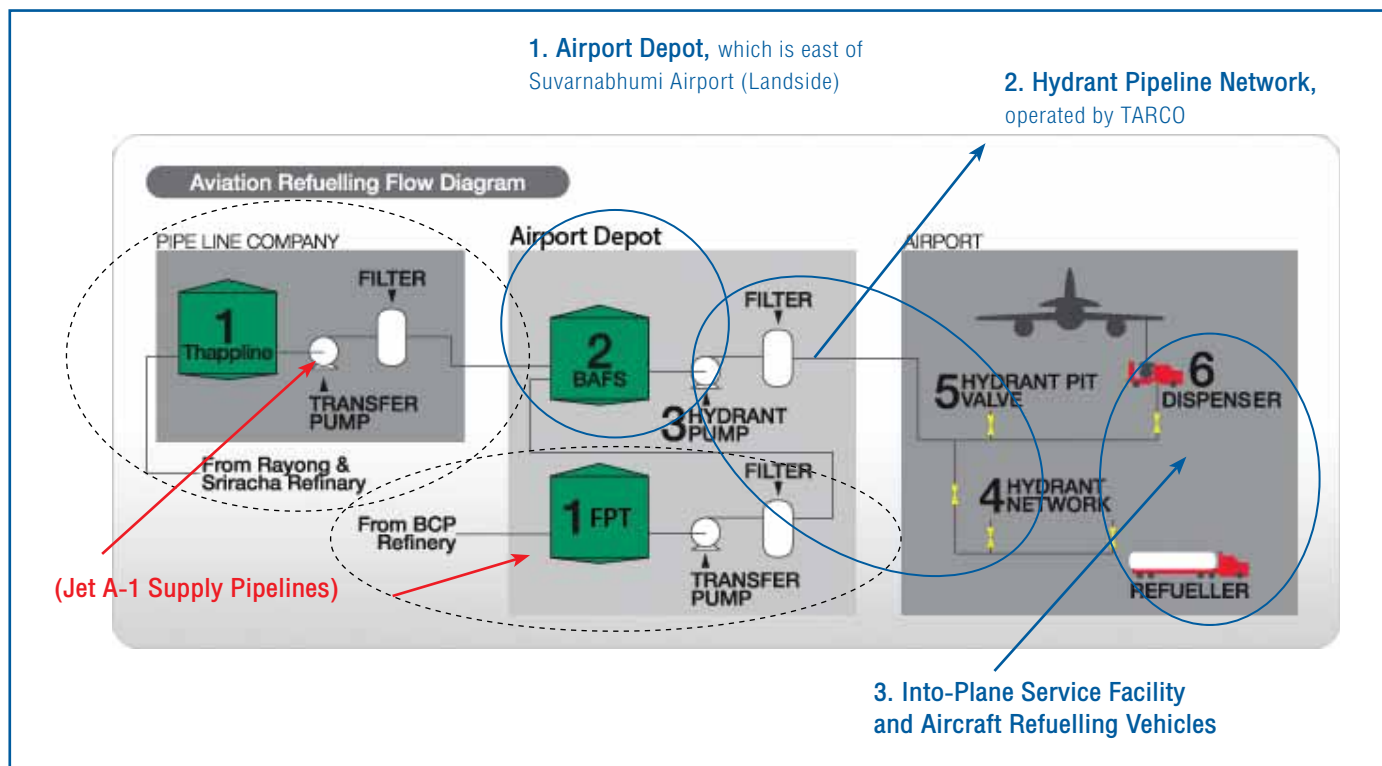 1. Airport Depot, which is east of
Suvarnabhumi Airport (Landside)
2. Hydrant Pipeline Network,
operated by TARCO
Aviation Refuelling Flow Diagram
PIPE LINE COMPANY
Airport Depot
AIRPORT
FILTER
1
Thappline
TRANSFER
PUMP
From Rayong &
Sriracha Refinary
2
BAFS
FILTER
3 HYDRANT
PUMP
From BCP
Refinery
1 FPT
FILTER
TRANSFER
PUMP
5 HYDRANT PIT
VALVE
6
DISPENSER
4 HYDRANT
NETWORK
REFUELLER
(Jet A-1 Supply Pipelines)
3. Into-Plane Service Facility
and Aircraft Refuelling Vehicles